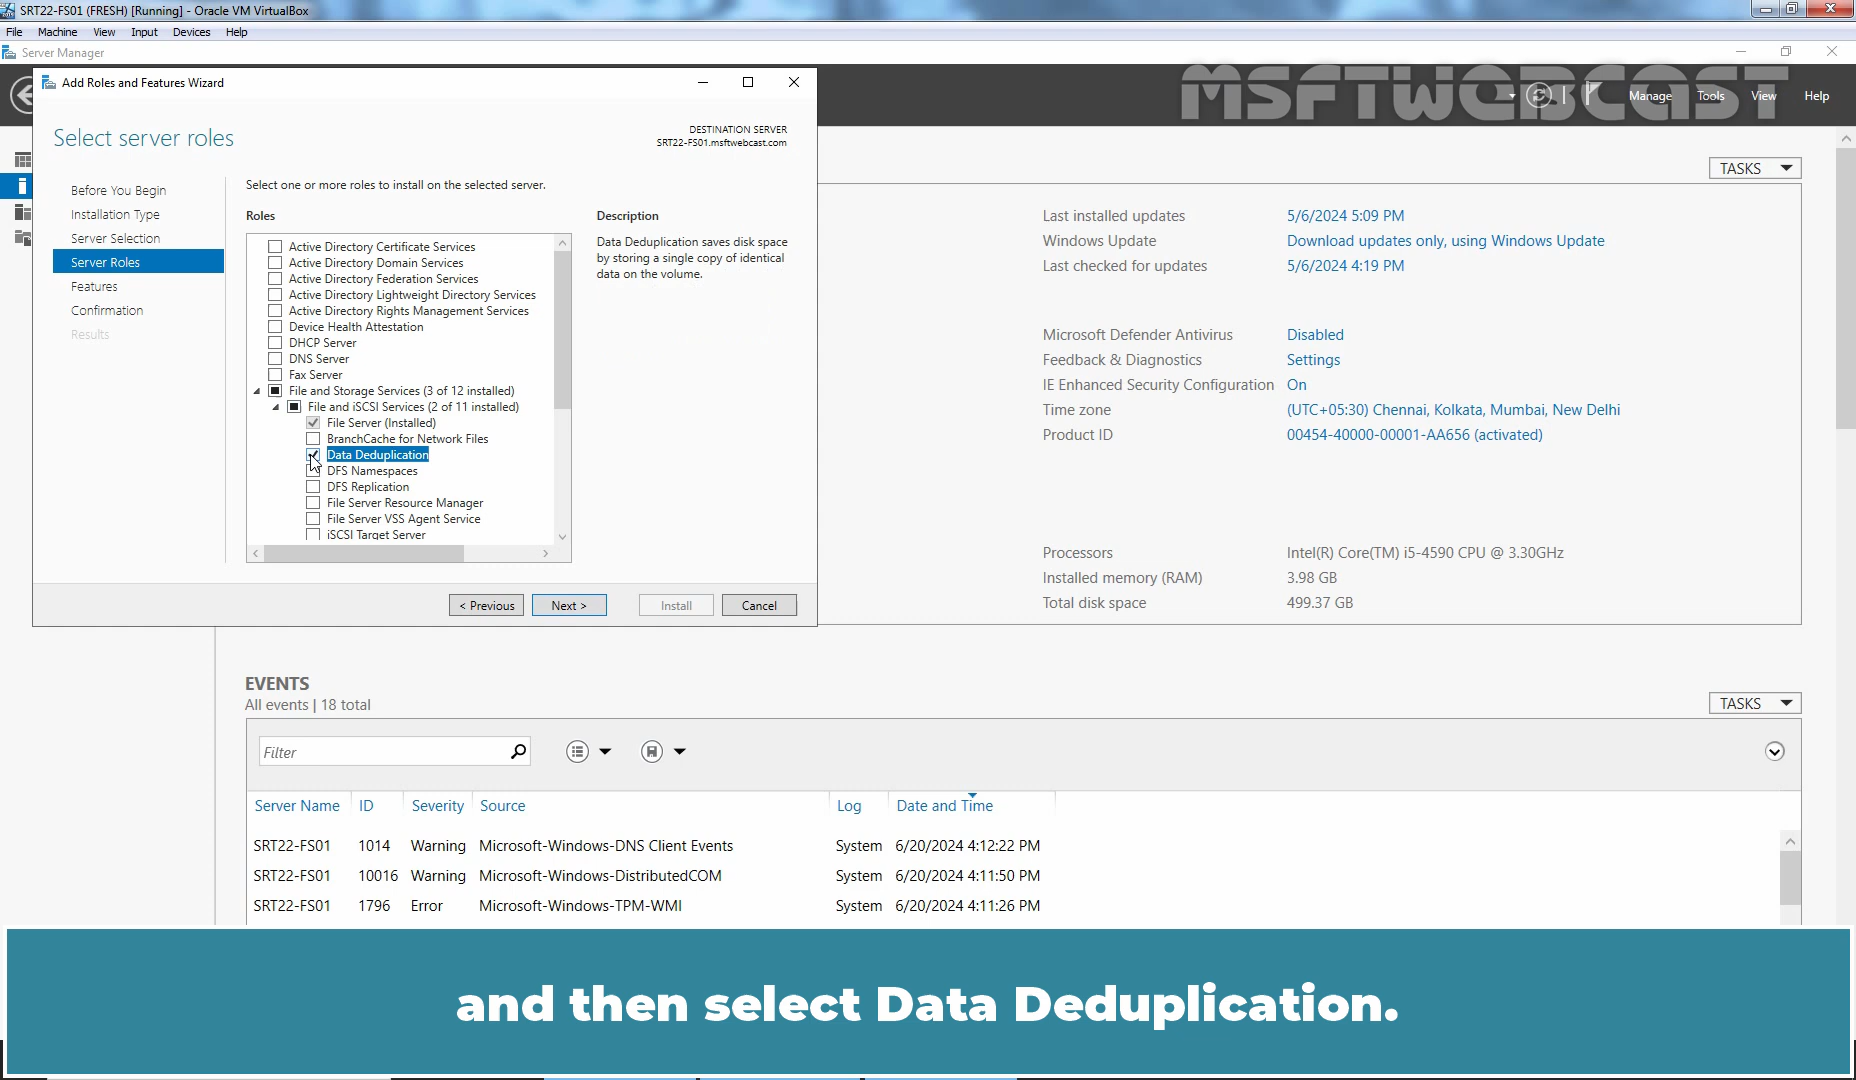 SRT22-FS01 (FRESH) [Running] - Oracle VM VirtualBox
File Machine View Input Devices Help
Server Manager
Add Roles and Features Wizard
MSFTWEBCAST
Manage Tools View Help
Select server roles
DESTINATION SERVER
SRT22-FS01.msftwebcast.com
Before You Begin
Installation Type
Server Selection
Server Roles
Features
Confirmation
Results
Select one or more roles to install on the selected server.
Roles
Active Directory Certificate Services
Active Directory Domain Services
Active Directory Federation Services
Active Directory Lightweight Directory Services
Active Directory Rights Management Services
Device Health Attestation
DHCP Server
DNS Server
Fax Server
File and Storage Services (3 of 12 installed)
File and iSCSI Services (2 of 11 installed)
File Server (Installed)
BranchCache for Network Files
Data Deduplication
DFS Namespaces
DFS Replication
File Server Resource Manager
File Server VSS Agent Service
iSCSI Target Server
Description
Data Deduplication saves disk space
by storing a single copy of identical
data on the volume.
< Previous
Next >
Install
Cancel
TASKS
Last installed updates 5/6/2024 5:09 PM
Windows Update Download updates only, using Windows Update
Last checked for updates 5/6/2024 4:19 PM
Microsoft Defender Antivirus Disabled
Feedback & Diagnostics Settings
IE Enhanced Security Configuration On
Time zone (UTC+05:30) Chennai, Kolkata, Mumbai, New Delhi
Product ID 00454-40000-00001-AA656 (activated)
Processors Intel(R) Core(TM) i5-4590 CPU @ 3.30GHz
Installed memory (RAM) 3.98 GB
Total disk space 499.37 GB
EVENTS
All events | 18 total
TASKS
Filter
Server Name ID Severity Source Log Date and Time
SRT22-FS01 1014 Warning Microsoft-Windows-DNS Client Events System 6/20/2024 4:12:22 PM
SRT22-FS01 10016 Warning Microsoft-Windows-DistributedCOM System 6/20/2024 4:11:50 PM
SRT22-FS01 1796 Error Microsoft-Windows-TPM-WMI System 6/20/2024 4:11:26 PM
and then select Data Deduplication.